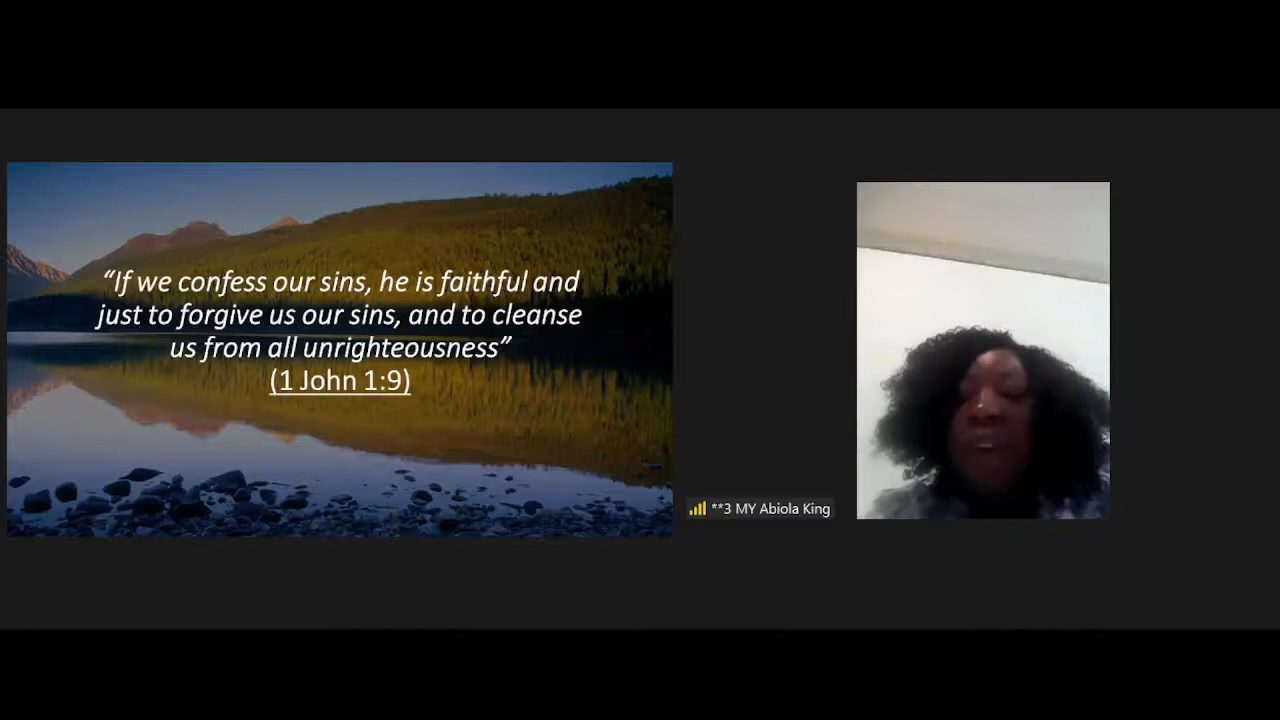 “If we confess our sins, he is faithful and
just to forgive us our sins, and to cleanse
us from all unrighteousness”
(1 John 1:9)
**3 MY Abiola King